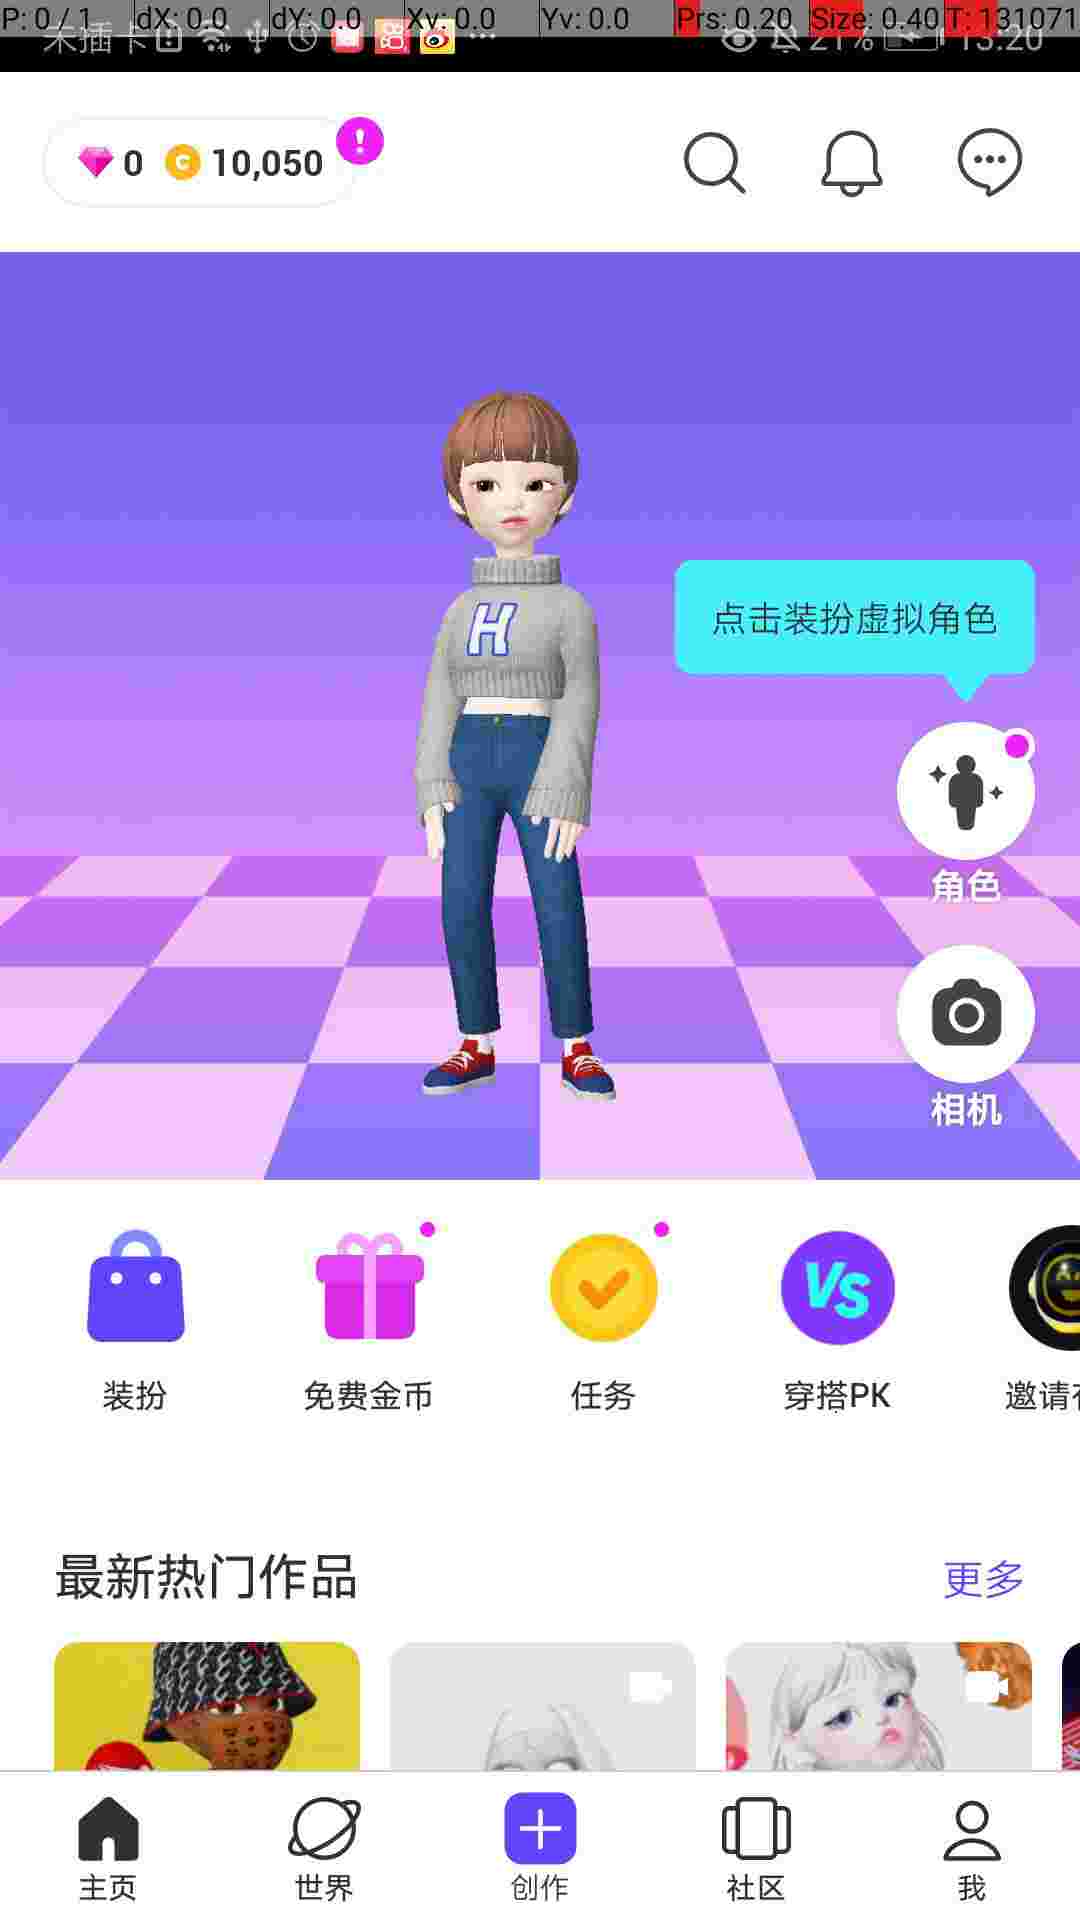 P: 0 / 1 dX: 0.0 dY: 0.0 Xv: 0.0 Yv: 0.0 Prs: 0.20 Size: 0.40 T: 131071
未插卡 21% 13:20
0 10,050
H
点击装扮虚拟角色
角色
相机
VS
装扮 免费金币 任务 穿搭PK 邀请
最新热门作品 更多
主页 世界 创作 社区 我